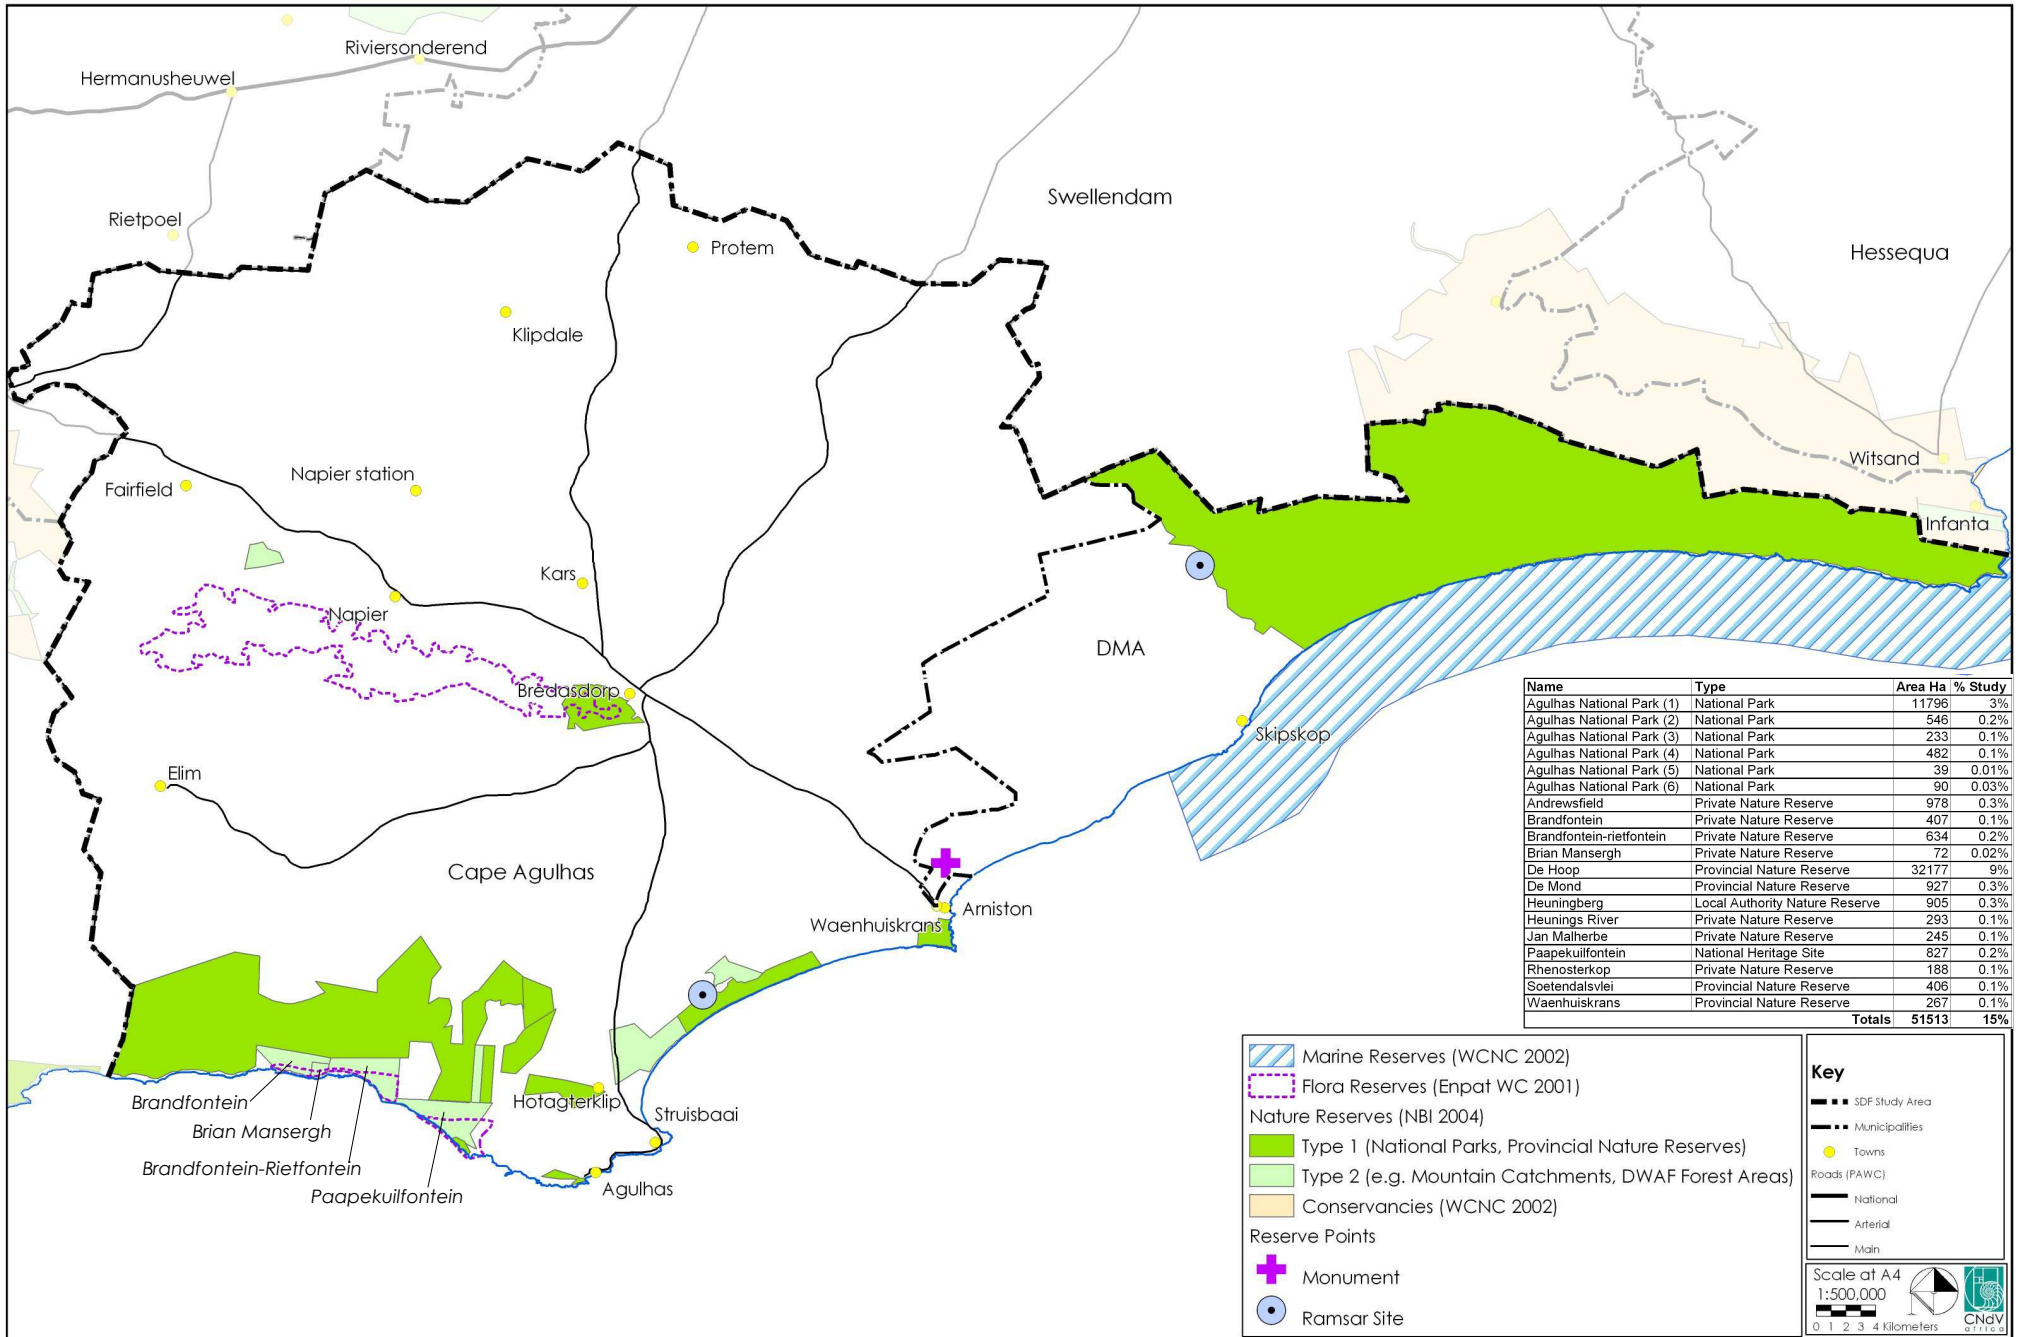 Riviersonderend
Hermanusheuwel
Swellendam
Rietpoel
Protem
Hessequa
Klipdale
Witsand
Napier station
Fairfield
Infanta
Kars
Napier
DMA
Bredasdorp
Skipskop
Elim
Cape Agulhas
Arniston
Waenhuiskrans
Brandfontein
Hotagterklip
Struisbaai
Brian Mansergh
Brandfontein-Rietfontein
Paapekuilfontein
Agulhas
Name Type Area Ha % Study
Agulhas National Park (1) National Park 11796 3%
Agulhas National Park (2) National Park 546 0.2%
Agulhas National Park (3) National Park 233 0.1%
Agulhas National Park (4) National Park 482 0.1%
Agulhas National Park (5) National Park 39 0.01%
Agulhas National Park (6) National Park 90 0.03%
Andrewsfield Private Nature Reserve 978 0.3%
Brandfontein Private Nature Reserve 407 0.1%
Brandfontein-rietfontein Private Nature Reserve 634 0.2%
Brian Mansergh Private Nature Reserve 72 0.02%
De Hoop Provincial Nature Reserve 32177 9%
De Mond Provincial Nature Reserve 927 0.3%
Heuningberg Local Authority Nature Reserve 905 0.3%
Heunings River Private Nature Reserve 293 0.1%
Jan Malherbe Private Nature Reserve 245 0.1%
Paapekuilfontein National Heritage Site 827 0.2%
Rhenosterkop Private Nature Reserve 188 0.1%
Soetendalsvlei Provincial Nature Reserve 406 0.1%
Waenhuiskrans Provincial Nature Reserve 267 0.1%
Totals 51513 15%
Marine Reserves (WCNC 2002)
Flora Reserves (Enpat WC 2001)
Nature Reserves (NBI 2004)
Type 1 (National Parks, Provincial Nature Reserves)
Type 2 (e.g. Mountain Catchments, DWAF Forest Areas)
Conservancies (WCNC 2002)
Reserve Points
Monument
Ramsar Site
Key
SDF Study Area
Municipalities
Towns
Roads (PAWC)
National
Arterial
Main
Scale at A4
1:500,000
0 1 2 3 4 Kilometers
CNdV
africa